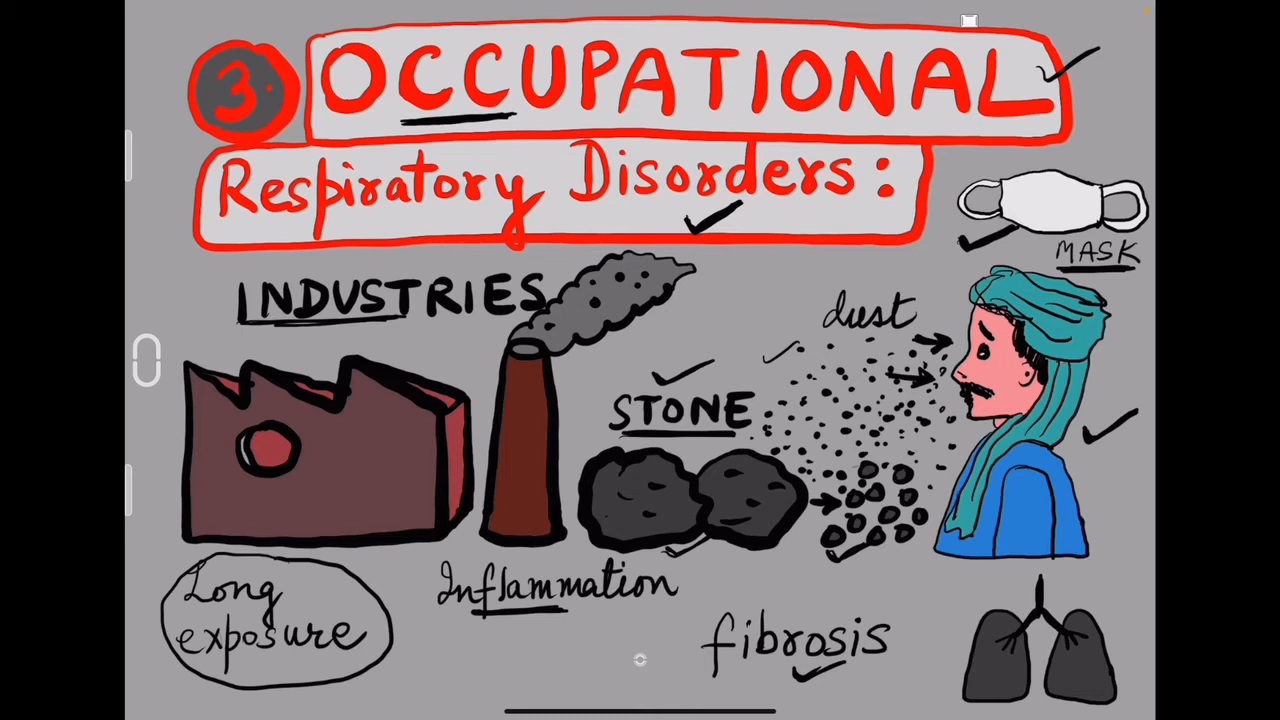 3. OCCUPATIONAL
Respiratory Disorders:
MASK
INDUSTRIES
dust
STONE
Long
exposure
Inflammation
fibrosis